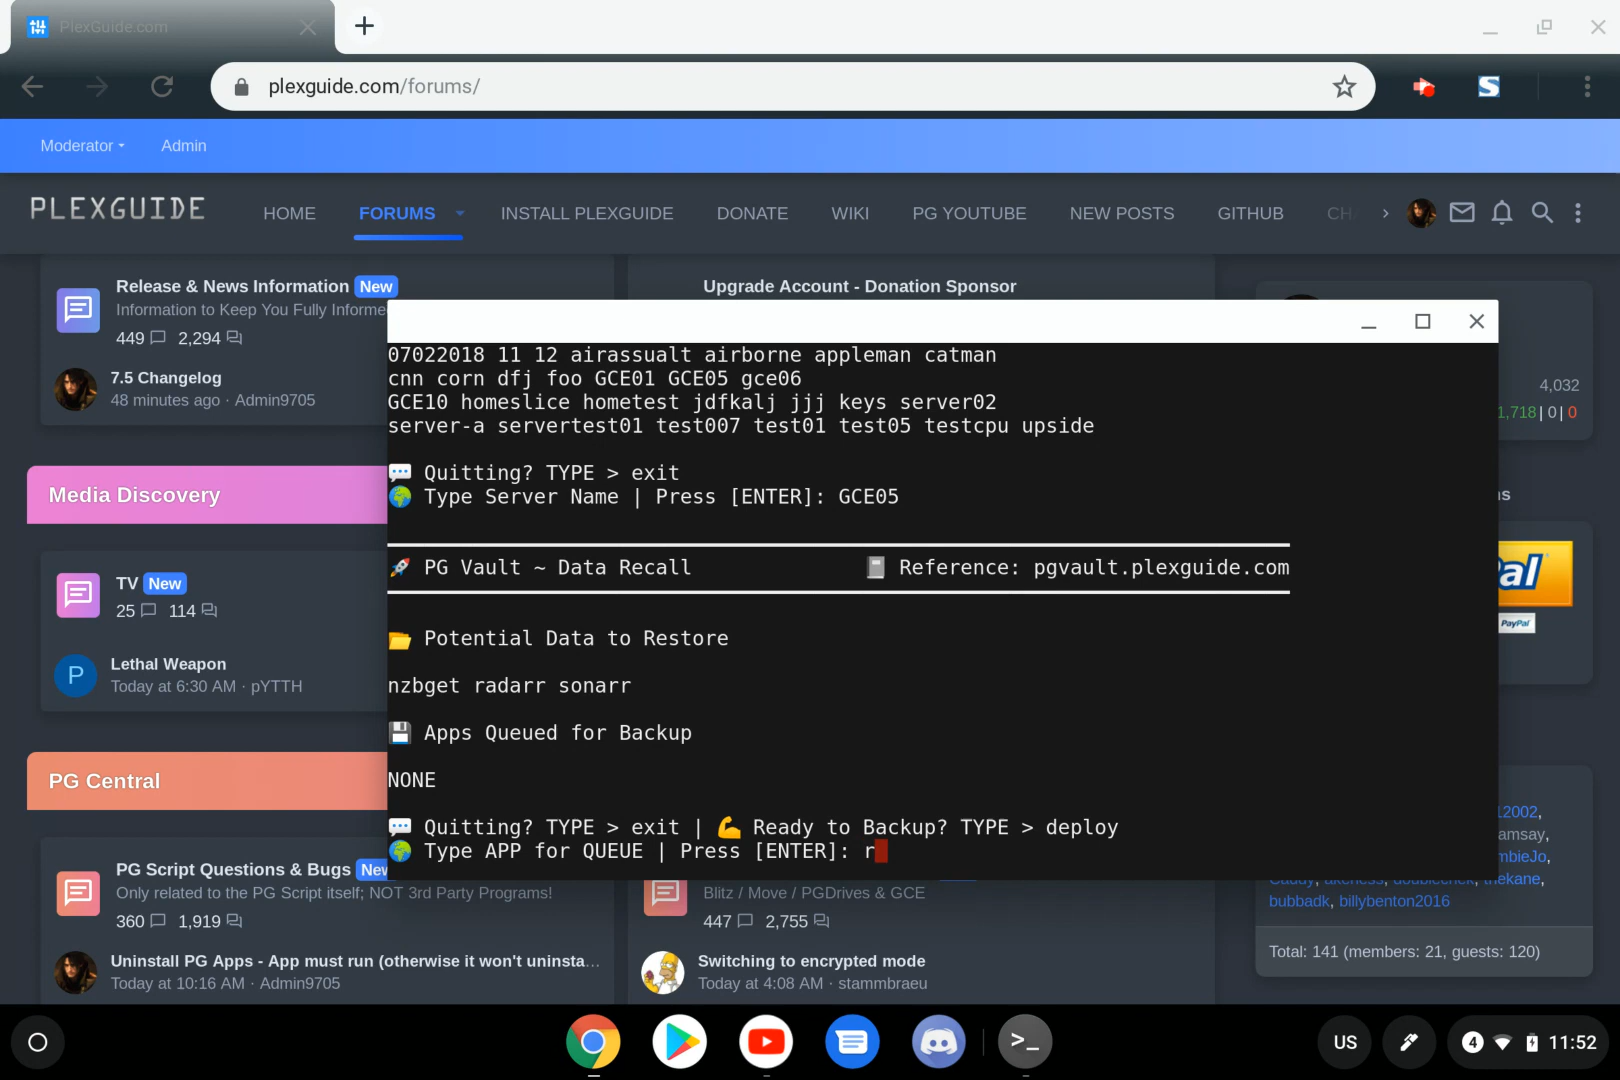 PlexGuide.com
plexguide.com/forums/
Moderator
Admin
PLEXGUIDE
HOME
FORUMS
INSTALL PLEXGUIDE
DONATE
WIKI
PG YOUTUBE
NEW POSTS
GITHUB
Release & News Information New
449 2,294
7.5 Changelog
48 minutes ago · Admin9705
Upgrade Account - Donation Sponsor
4,032
1,718 | 0 | 0
Media Discovery
TV New
25 114
Lethal Weapon
P
Today at 6:30 AM · pYTTH
PayPal
PG Central
PG Script Questions & Bugs
Only related to the PG Script itself; NOT 3rd Party Programs!
360 1,919
Uninstall PG Apps - App must run (otherwise it won't uninsta...
Today at 10:16 AM · Admin9705
07022018 11 12 airassualt airborne appleman catman
cnn corn dfj foo GCE01 GCE05 gce06
GCE10 homeslice hometest jdfkalj jjj keys server02
server-a servertest01 test007 test01 test05 testcpu upside
💬 Quitting? TYPE > exit
🌍 Type Server Name | Press [ENTER]: GCE05
🚀 PG Vault ~ Data Recall 📓 Reference: pgvault.plexguide.com
📂 Potential Data to Restore
nzbget radarr sonarr
💾 Apps Queued for Backup
NONE
💬 Quitting? TYPE > exit | 💪 Ready to Backup? TYPE > deploy
🌍 Type APP for QUEUE | Press [ENTER]: r
Blitz / Move / PGDrives & GCE
447 2,755
Switching to encrypted mode
Today at 4:08 AM · stammbraeu
bubbadk, billybenton2016
Total: 141 (members: 21, guests: 120)
US
4
11:52